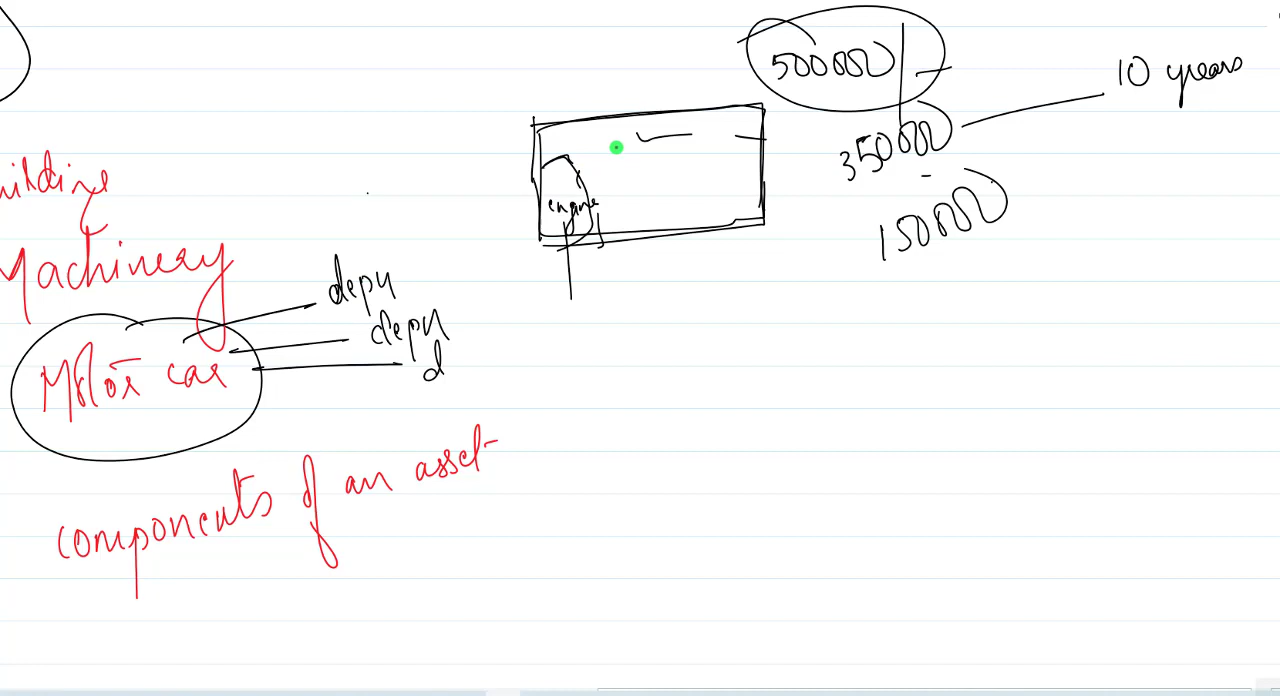 500000
10 years
350000
150000
engine
uilding
Machinery
depn
depn
d
Motor car
components of an asset